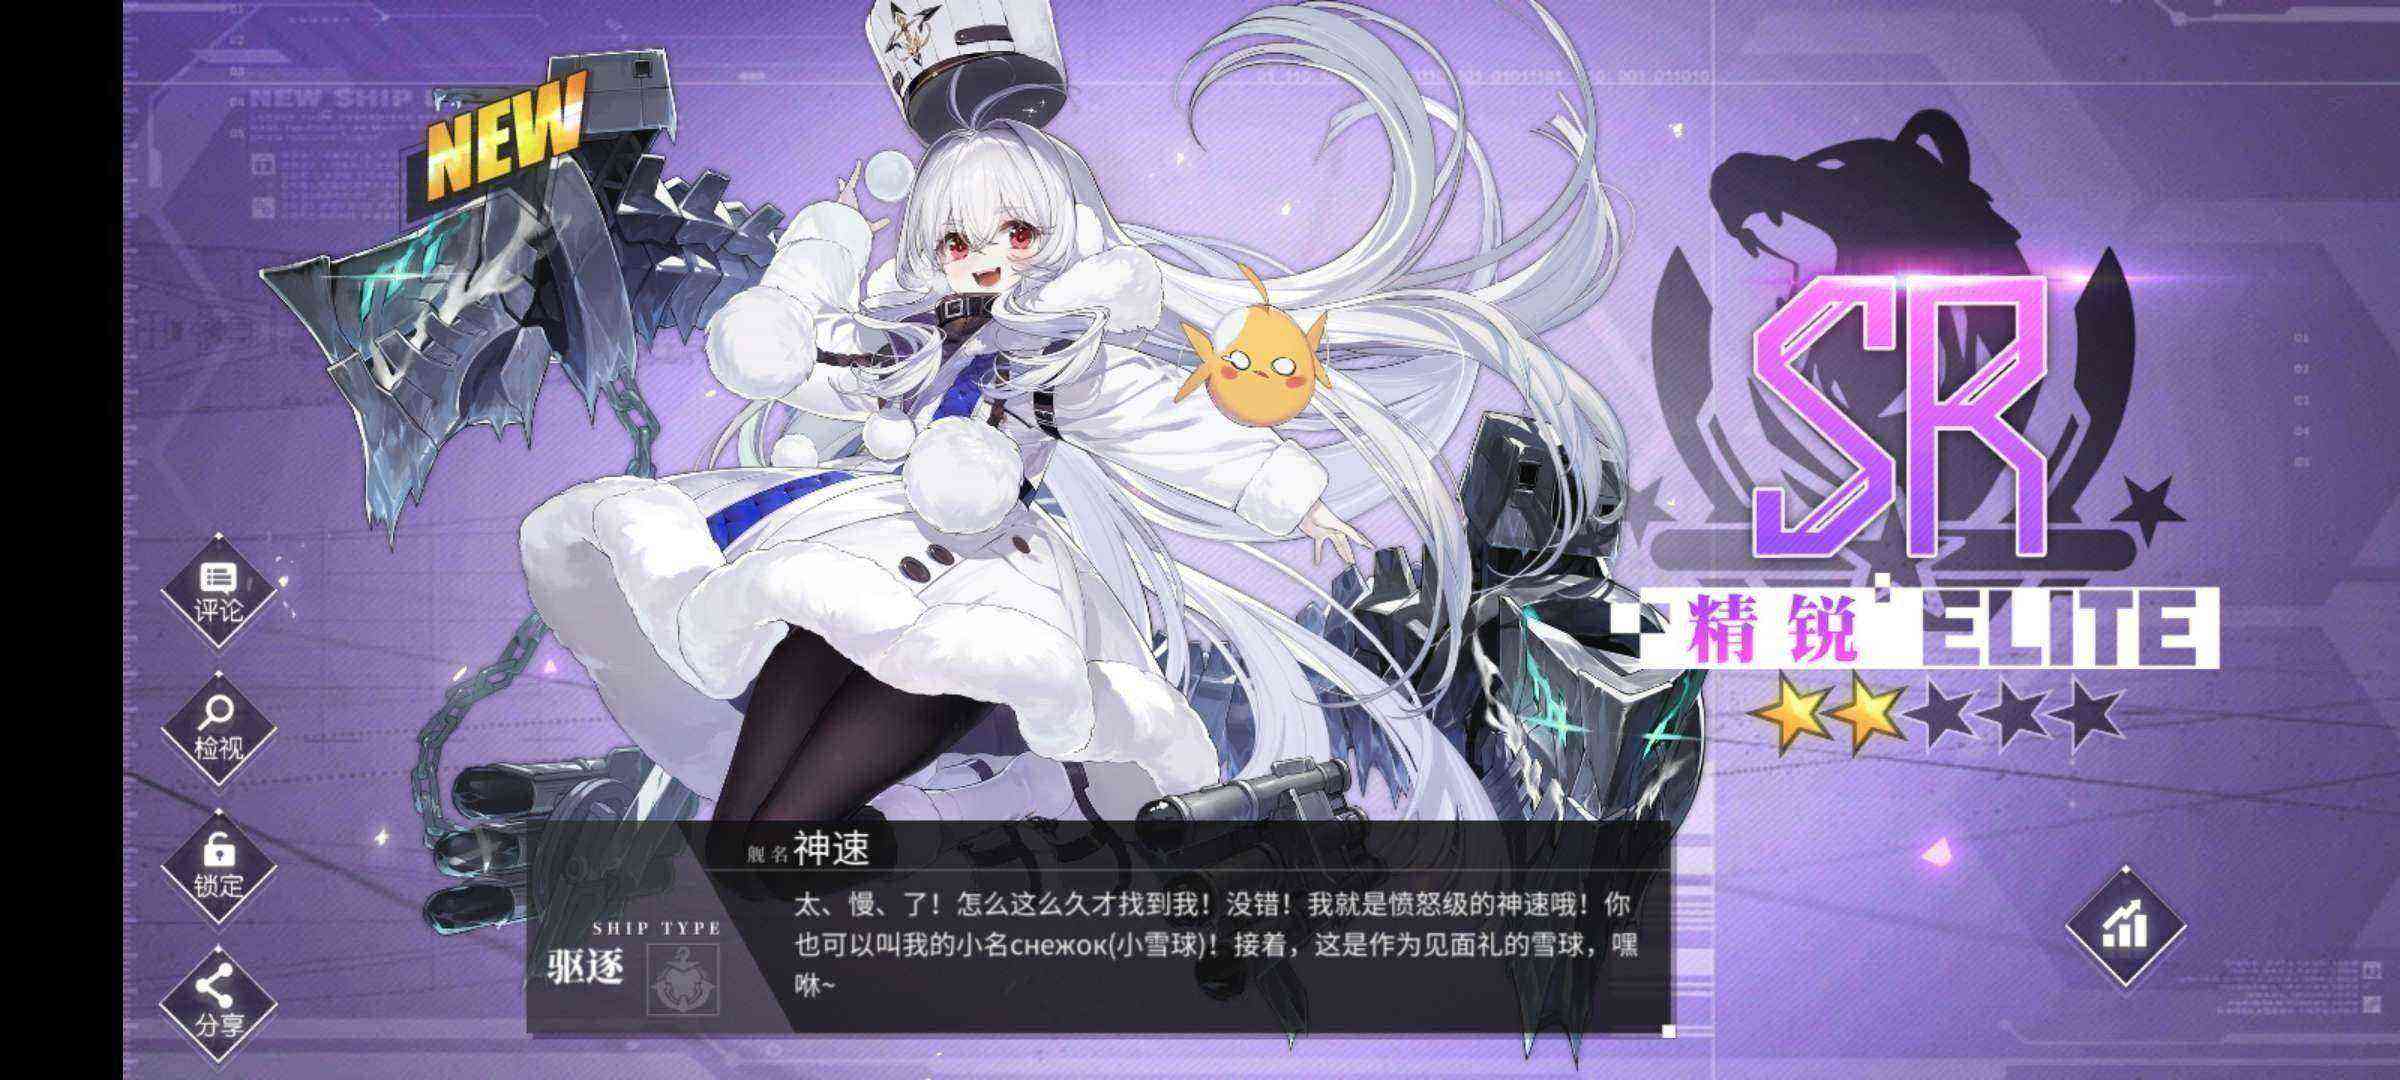 NEW SHIP
NEW
SR
精锐 ELITE
评论
检视
锁定
分享
舰名 神速
SHIP TYPE
驱逐
太、慢、了！怎么这么久才找到我！没错！我就是愤怒级的神速哦！你
也可以叫我的小名снежок(小雪球)！接着，这是作为见面礼的雪球，嘿
咻~